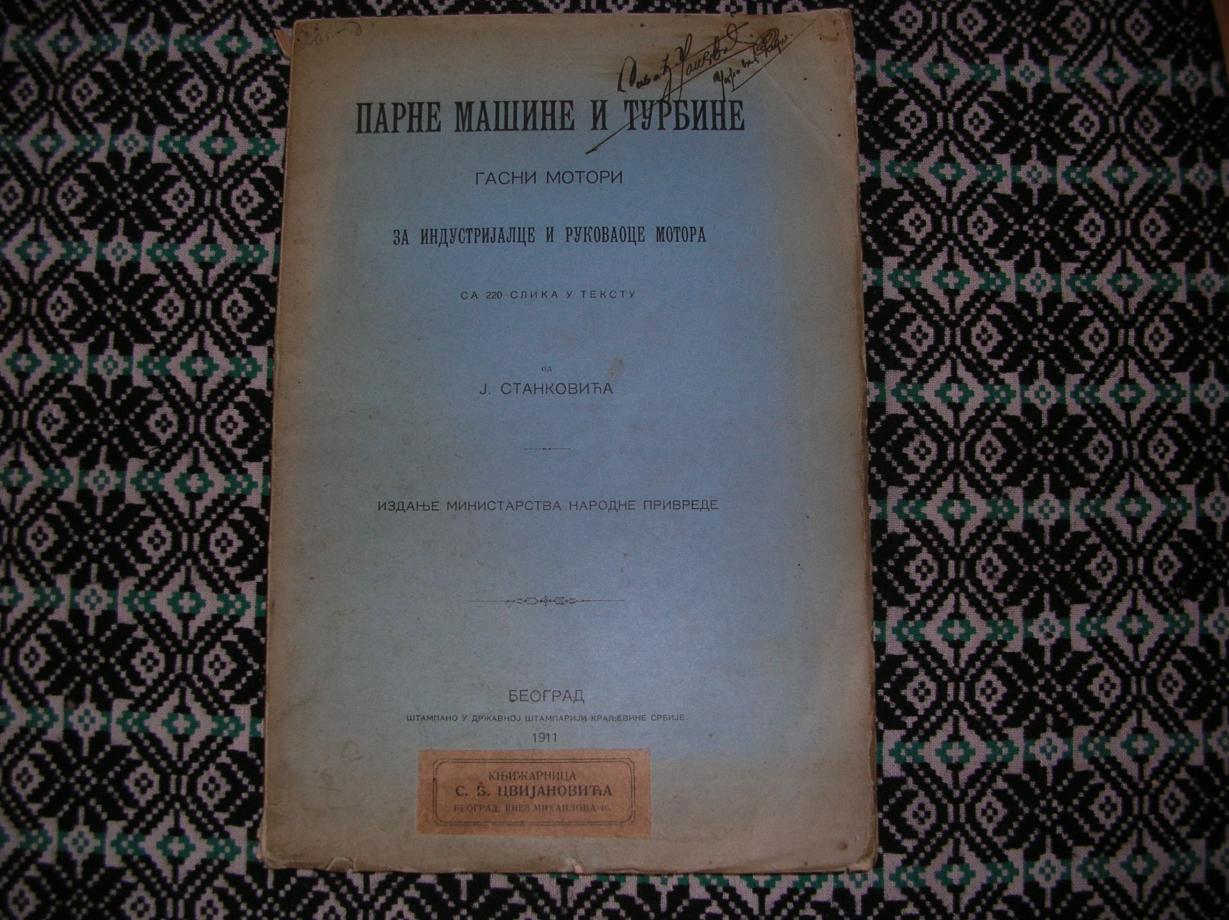 ПАРНЕ МАШИНЕ И ТУРБИНЕ
ГАСНИ МОТОРИ
ЗА ИНДУСТРИЈАЛЦЕ И РУКОВАОЦЕ МОТОРА
СА 220 СЛИКА У ТЕКСТУ
ОД
Ј. СТАНКОВИЋА
ИЗДАЊЕ МИНИСТАРСТВА НАРОДНЕ ПРИВРЕДЕ
БЕОГРАД
ШТАМПАНО У ДРЖАВНОЈ ШТАМПАРИЈИ КРАЉЕВИНЕ СРБИЈЕ
1911
КЊИЖАРНИЦА
С. Б. ЦВИЈАНОВИЋА
БЕОГРАД, КНЕЗ МИХАИЛОВА